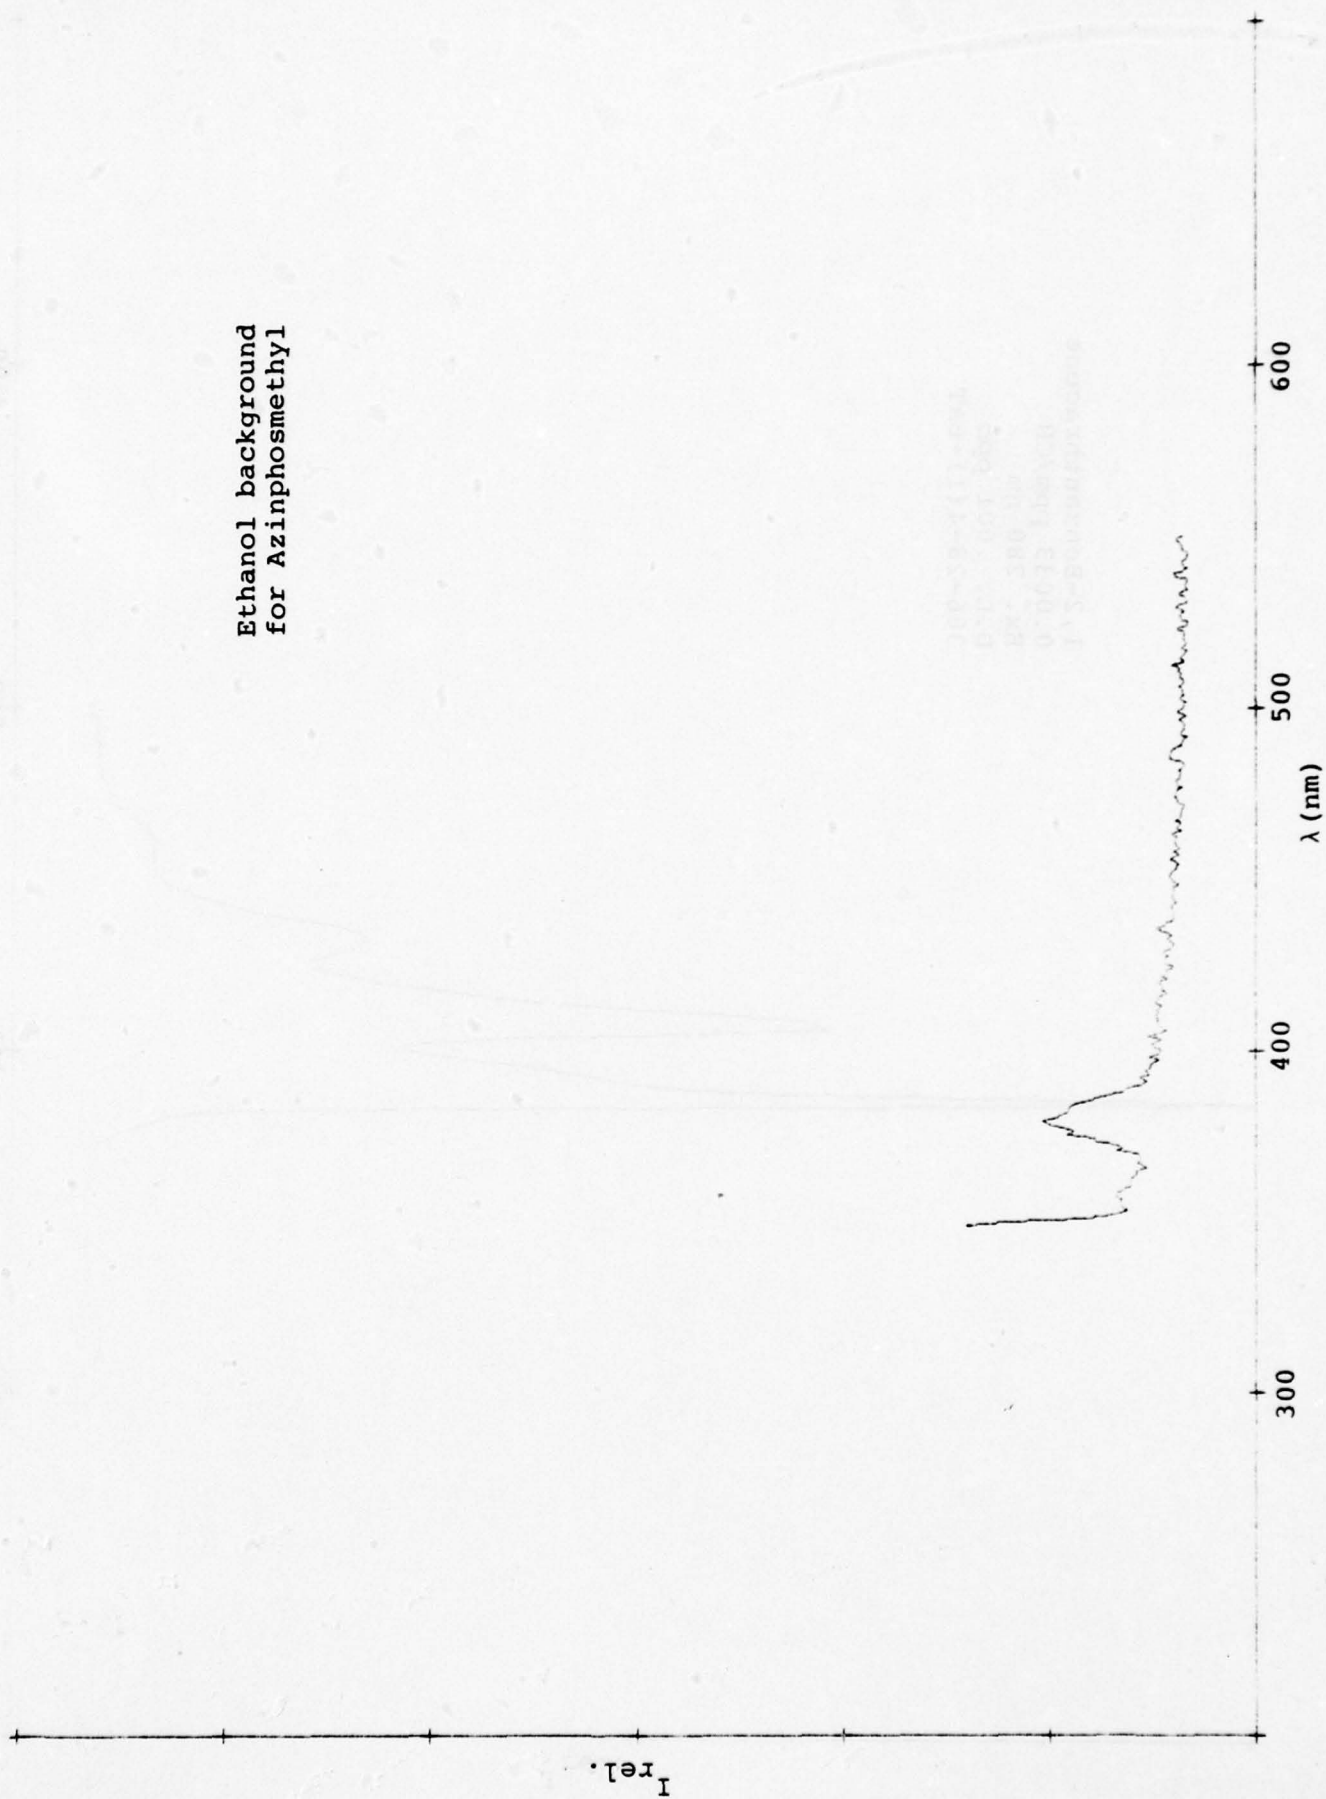 Ethanol background
for Azinphosmethyl
I rel.
300
400
500
600
λ (nm)